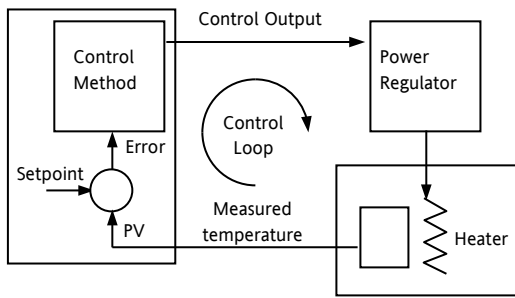 Control Output
Control
Method
Power
Regulator
Control
Loop
Error
Setpoint
PV
Measured
temperature
Heater